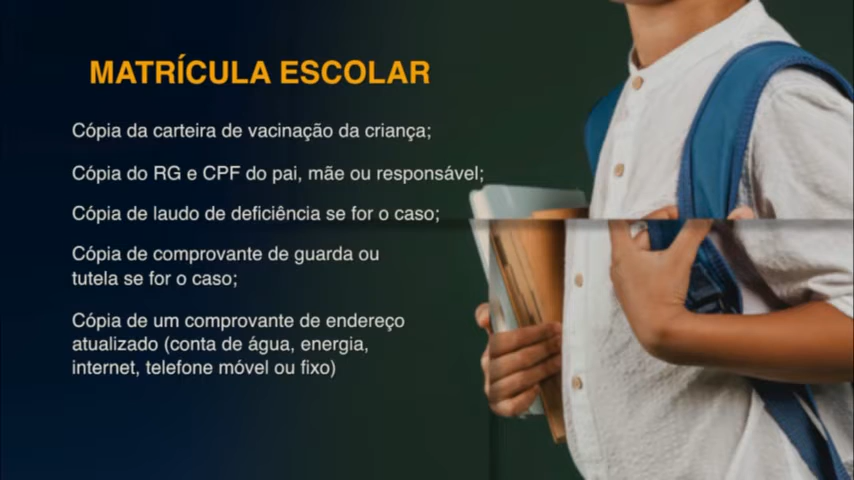 MATRÍCULA ESCOLAR
Cópia da carteira de vacinação da criança;
Cópia do RG e CPF do pai, mãe ou responsável;
Cópia de laudo de deficiência se for o caso;
Cópia de comprovante de guarda ou
tutela se for o caso;
Cópia de um comprovante de endereço
atualizado (conta de água, energia,
internet, telefone móvel ou fixo)